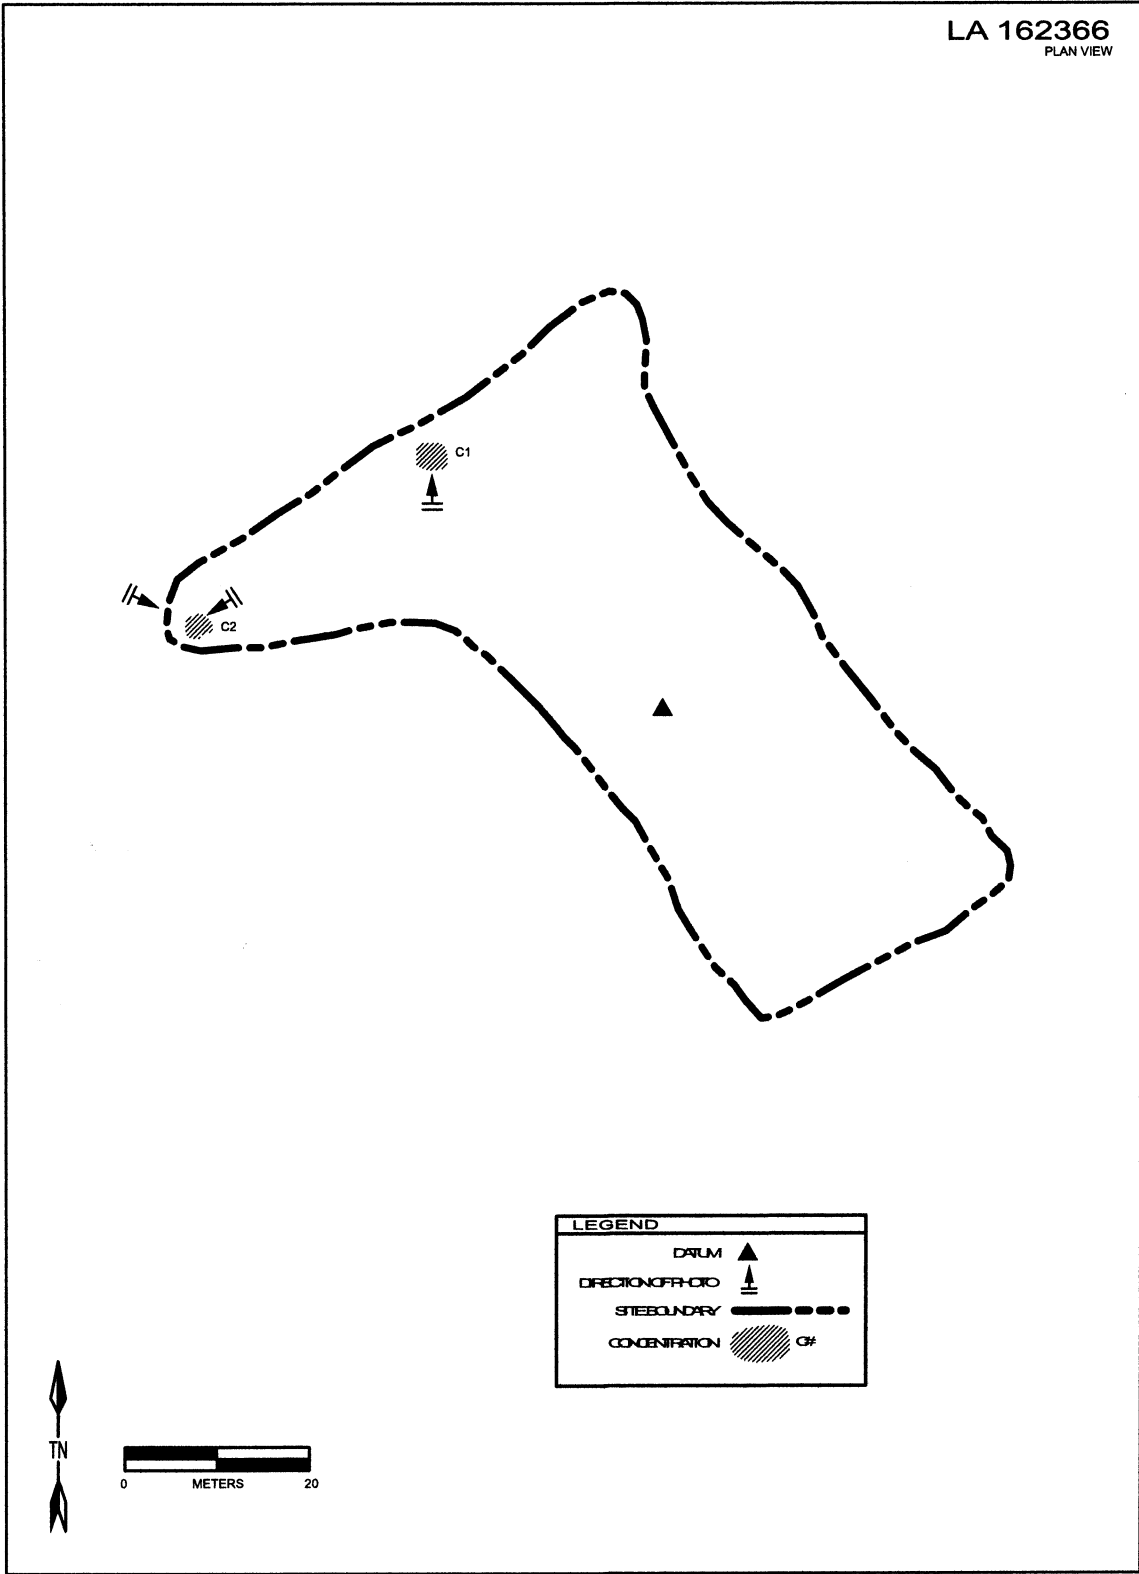 LA 162366
PLAN VIEW
C1
C2
LEGEND
DATUM
DIRECTION OF PHOTO
SITE BOUNDARY
CONCENTRATION C#
TN
0 METERS 20